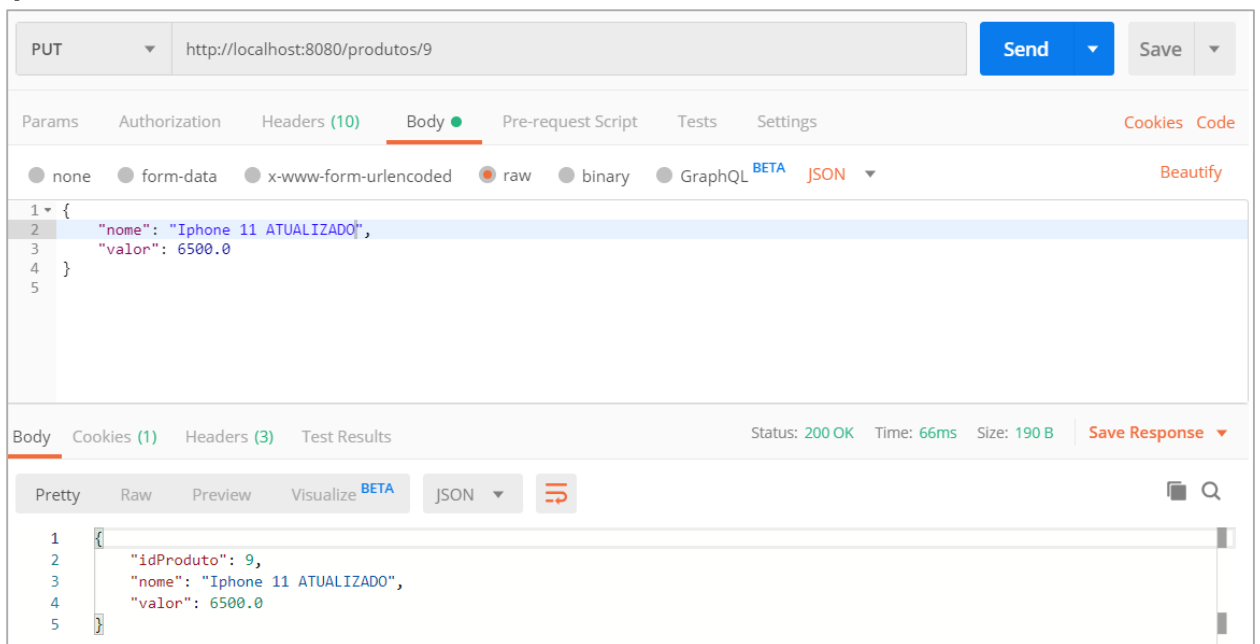 PUT http://localhost:8080/produtos/9 Send Save
Params Authorization Headers (10) Body Pre-request Script Tests Settings Cookies Code
none form-data x-www-form-urlencoded raw binary GraphQL BETA JSON Beautify
1 {
2 "nome": "Iphone 11 ATUALIZADO",
3 "valor": 6500.0
4 }
5
Body Cookies (1) Headers (3) Test Results Status: 200 OK Time: 66ms Size: 190 B Save Response
Pretty Raw Preview Visualize BETA JSON
1 {
2 "idProduto": 9,
3 "nome": "Iphone 11 ATUALIZADO",
4 "valor": 6500.0
5 }